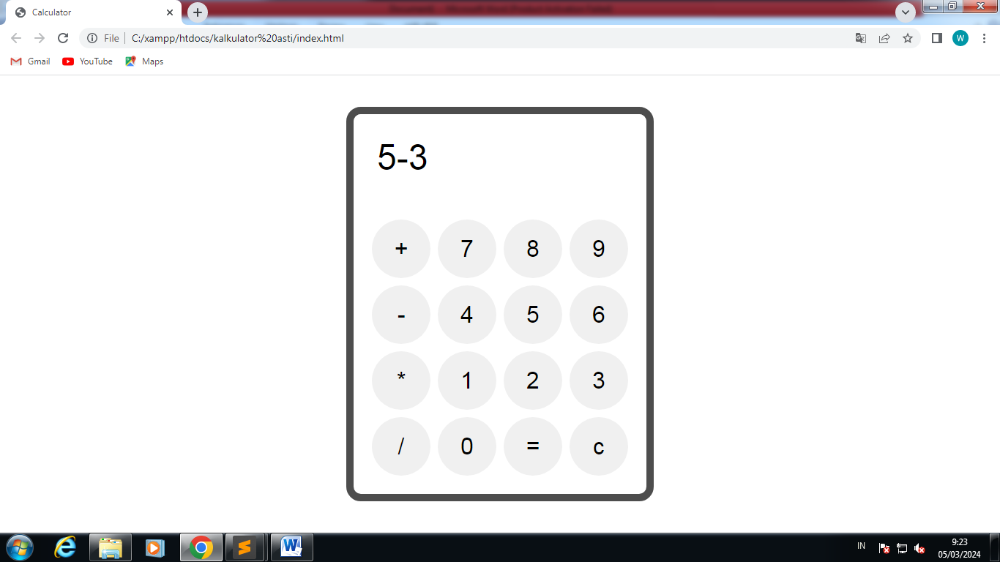 Calculator
File
C:/xampp/htdocs/kalkulator%20asti/index.html
W
Gmail
YouTube
Maps
5-3
+ 7 8 9
- 4 5 6
* 1 2 3
/ 0 = c
IN
9:23
05/03/2024